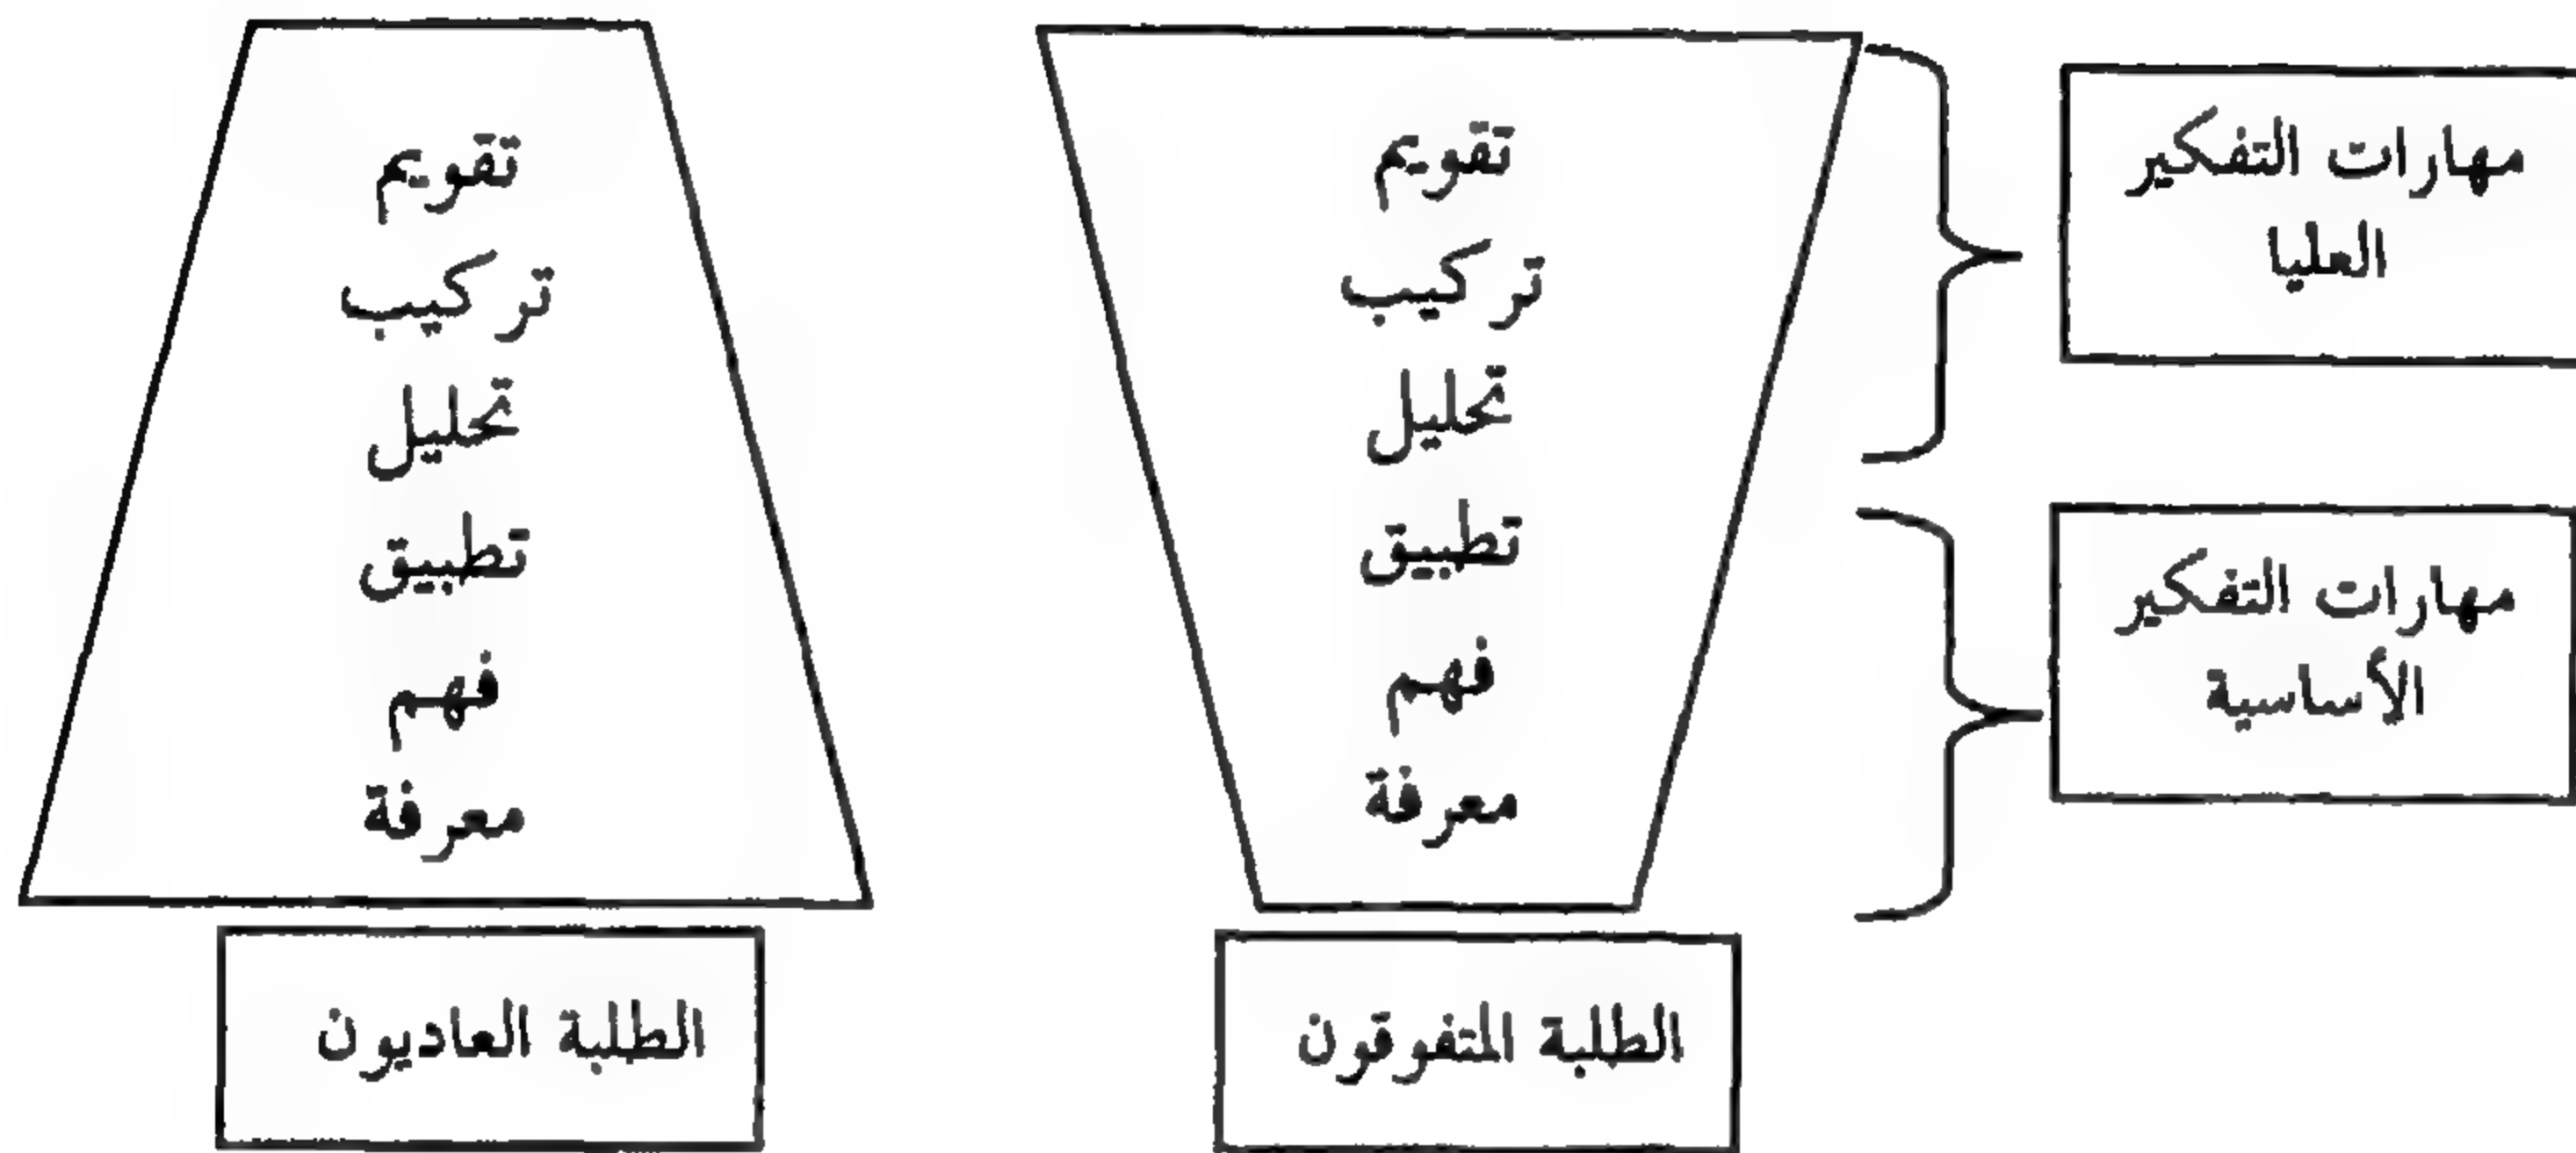 تقويم
تركيب
تحليل
تطبيق
فهم
معرفة
الطلبة العاديون
تقويم
تركيب
تحليل
تطبيق
فهم
معرفة
الطلبة المتفوقون
مهارات التفكير
العليا
مهارات التفكير
الأساسية